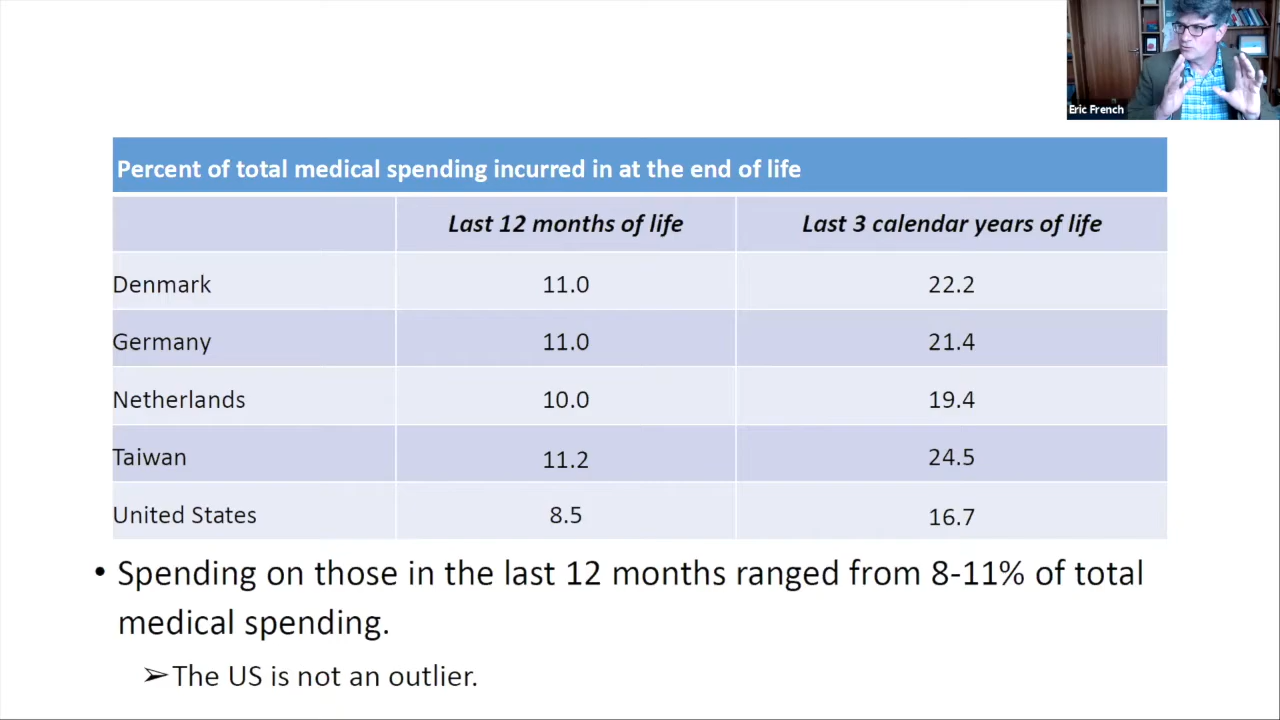 Eric French
Percent of total medical spending incurred in at the end of life
Last 12 months of life Last 3 calendar years of life
Denmark 11.0 22.2
Germany 11.0 21.4
Netherlands 10.0 19.4
Taiwan 11.2 24.5
United States 8.5 16.7
• Spending on those in the last 12 months ranged from 8-11% of total
medical spending.
➢The US is not an outlier.